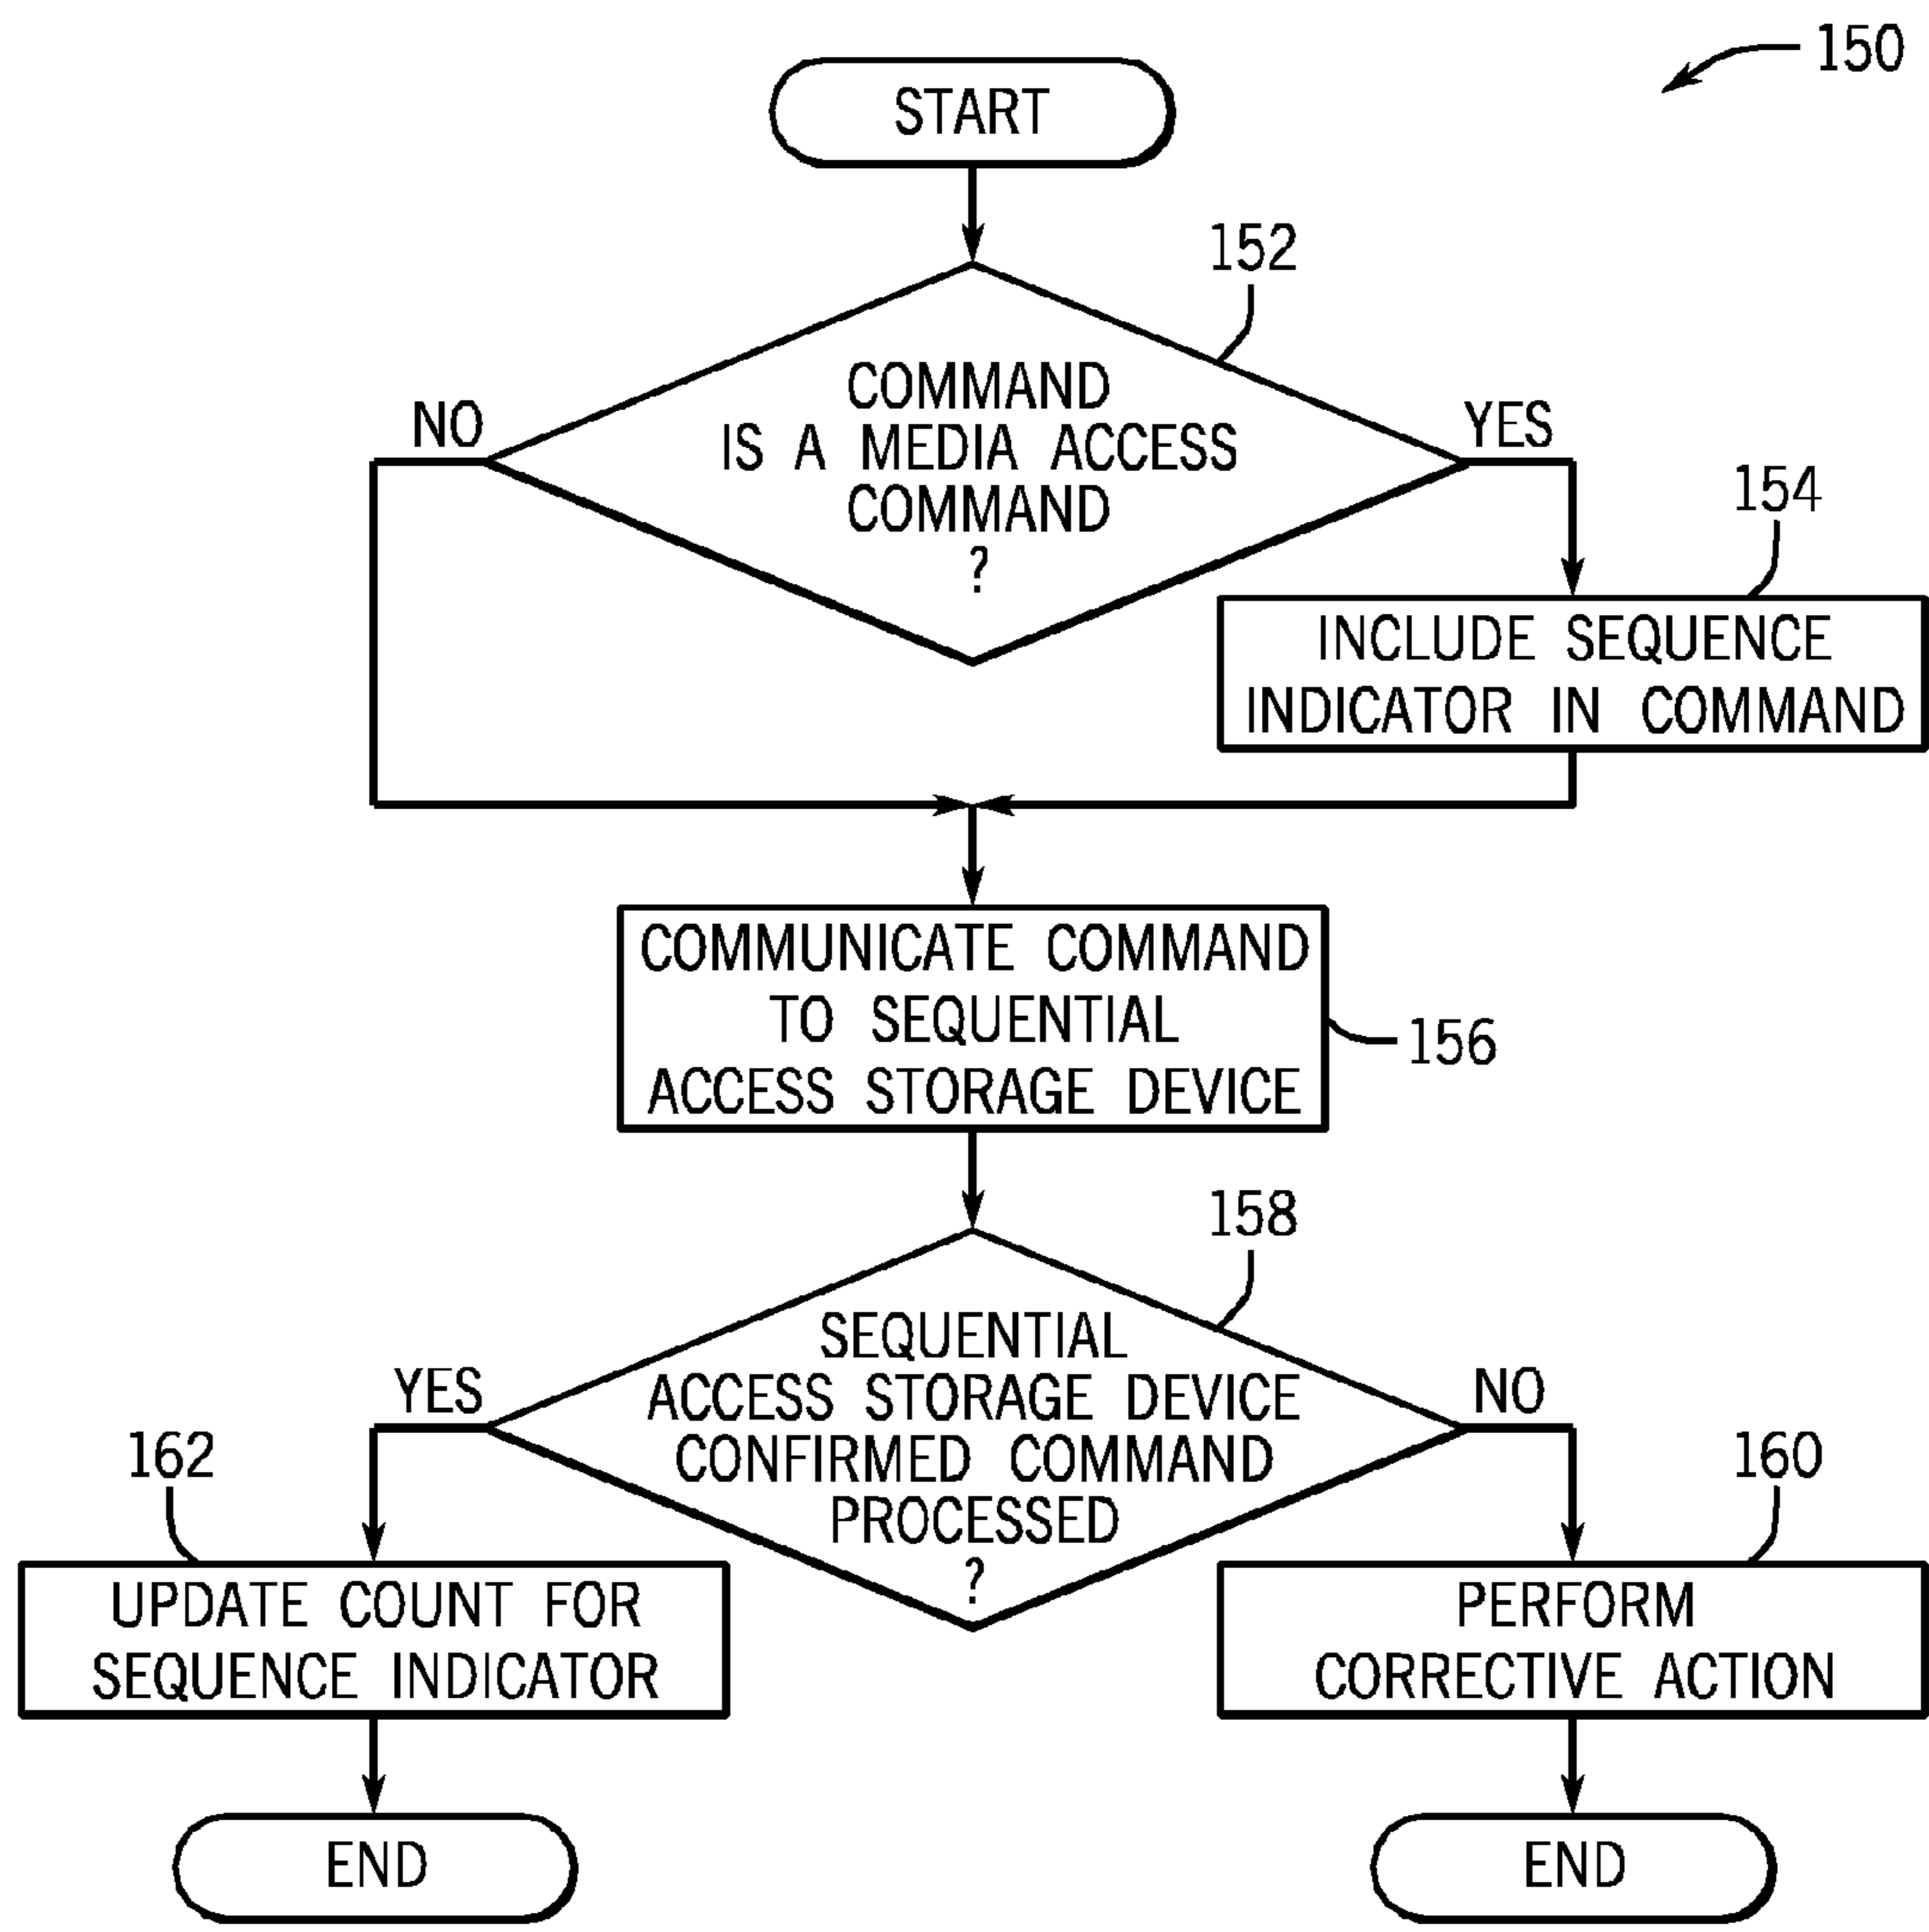 150
START
152
COMMAND
IS A MEDIA ACCESS
COMMAND
?
NO
YES
154
INCLUDE SEQUENCE
INDICATOR IN COMMAND
COMMUNICATE COMMAND
TO SEQUENTIAL
ACCESS STORAGE DEVICE
156
158
SEQUENTIAL
ACCESS STORAGE DEVICE
CONFIRMED COMMAND
PROCESSED
?
YES
NO
162
UPDATE COUNT FOR
SEQUENCE INDICATOR
160
PERFORM
CORRECTIVE ACTION
END
END